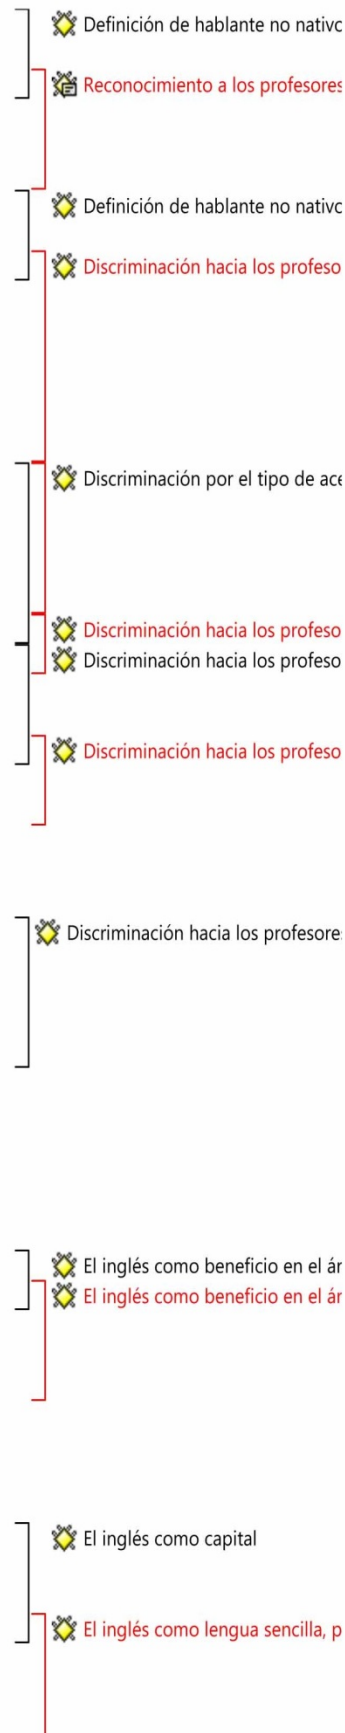 Definición de hablante no nativo
Reconocimiento a los profesores
Definición de hablante no nativo
Discriminación hacia los profeso
Discriminación por el tipo de ace
Discriminación hacia los profeso
Discriminación hacia los profeso
Discriminación hacia los profeso
Discriminación hacia los profesores
El inglés como beneficio en el ár
El inglés como beneficio en el ár
El inglés como capital
El inglés como lengua sencilla, p